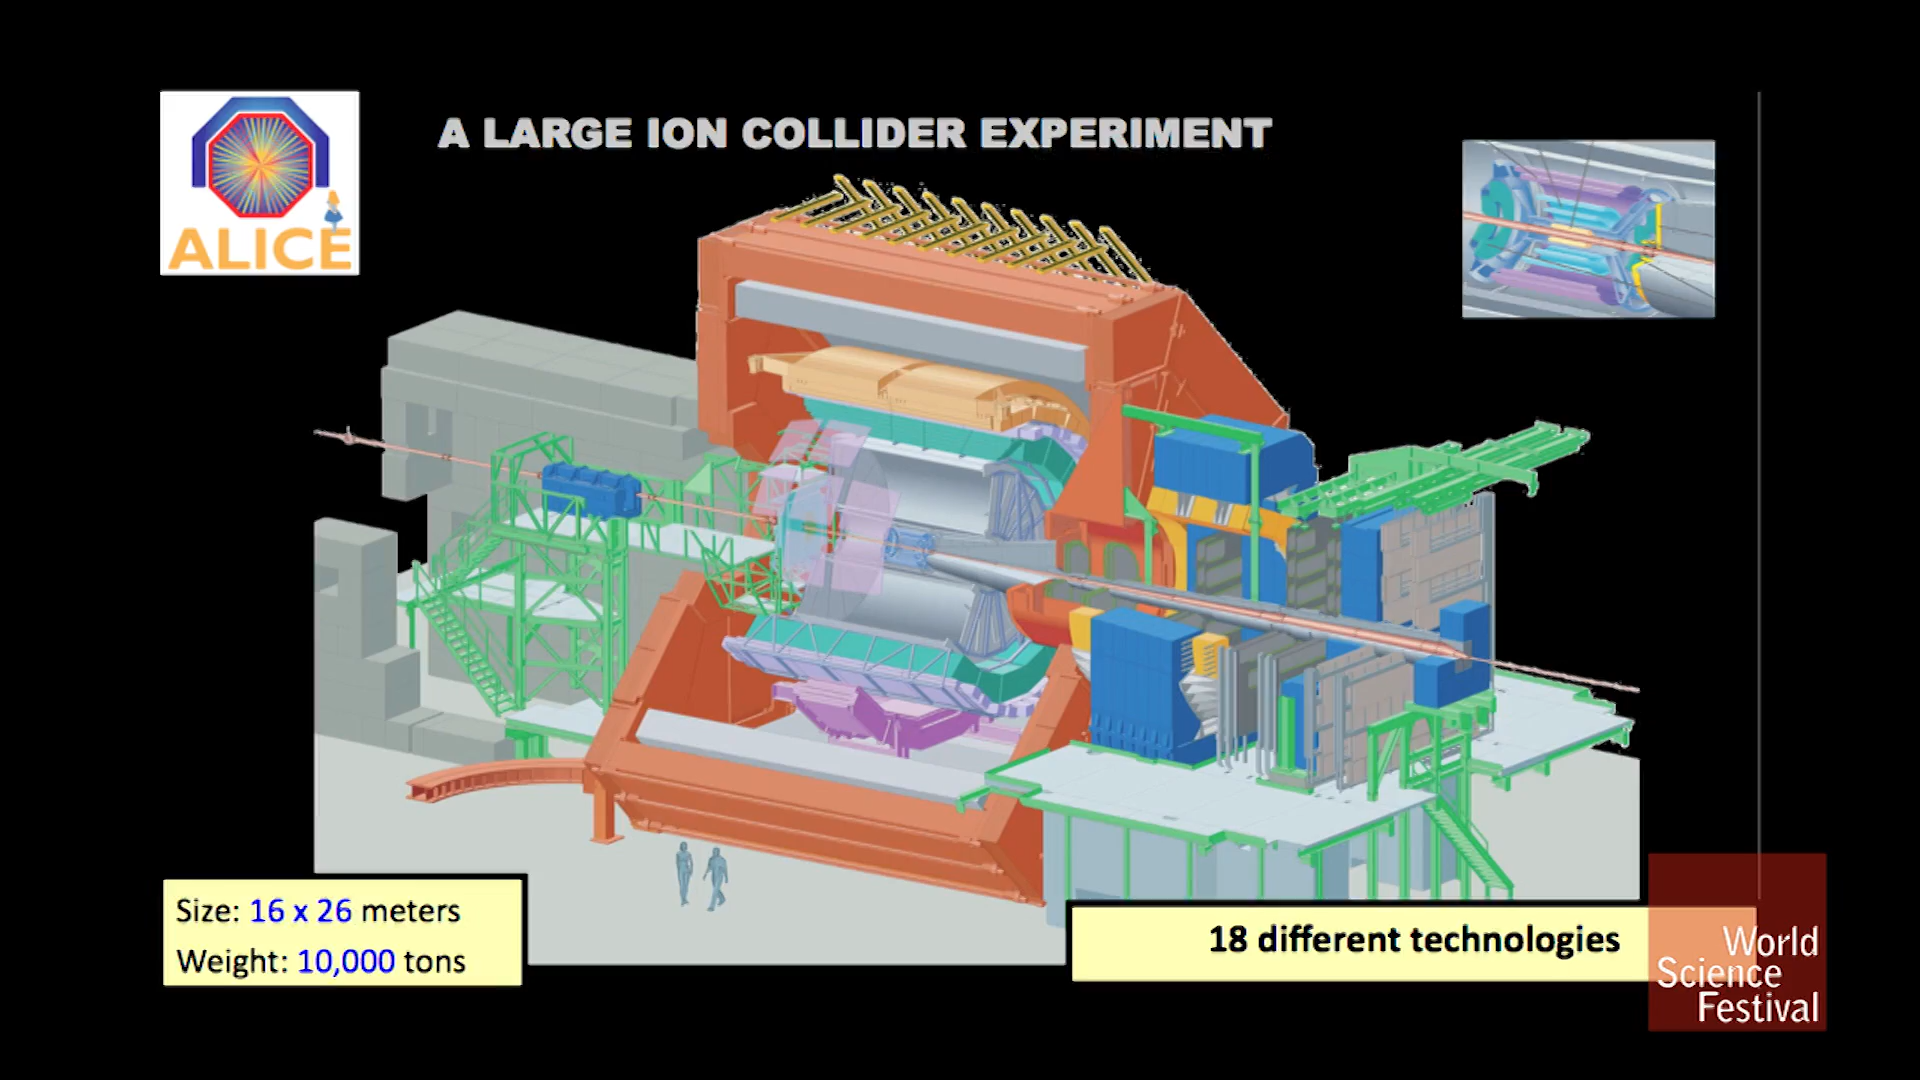 A LARGE ION COLLIDER EXPERIMENT
ALICE
Size: 16 x 26 meters
Weight: 10,000 tons
18 different technologies
World
Science
Festival